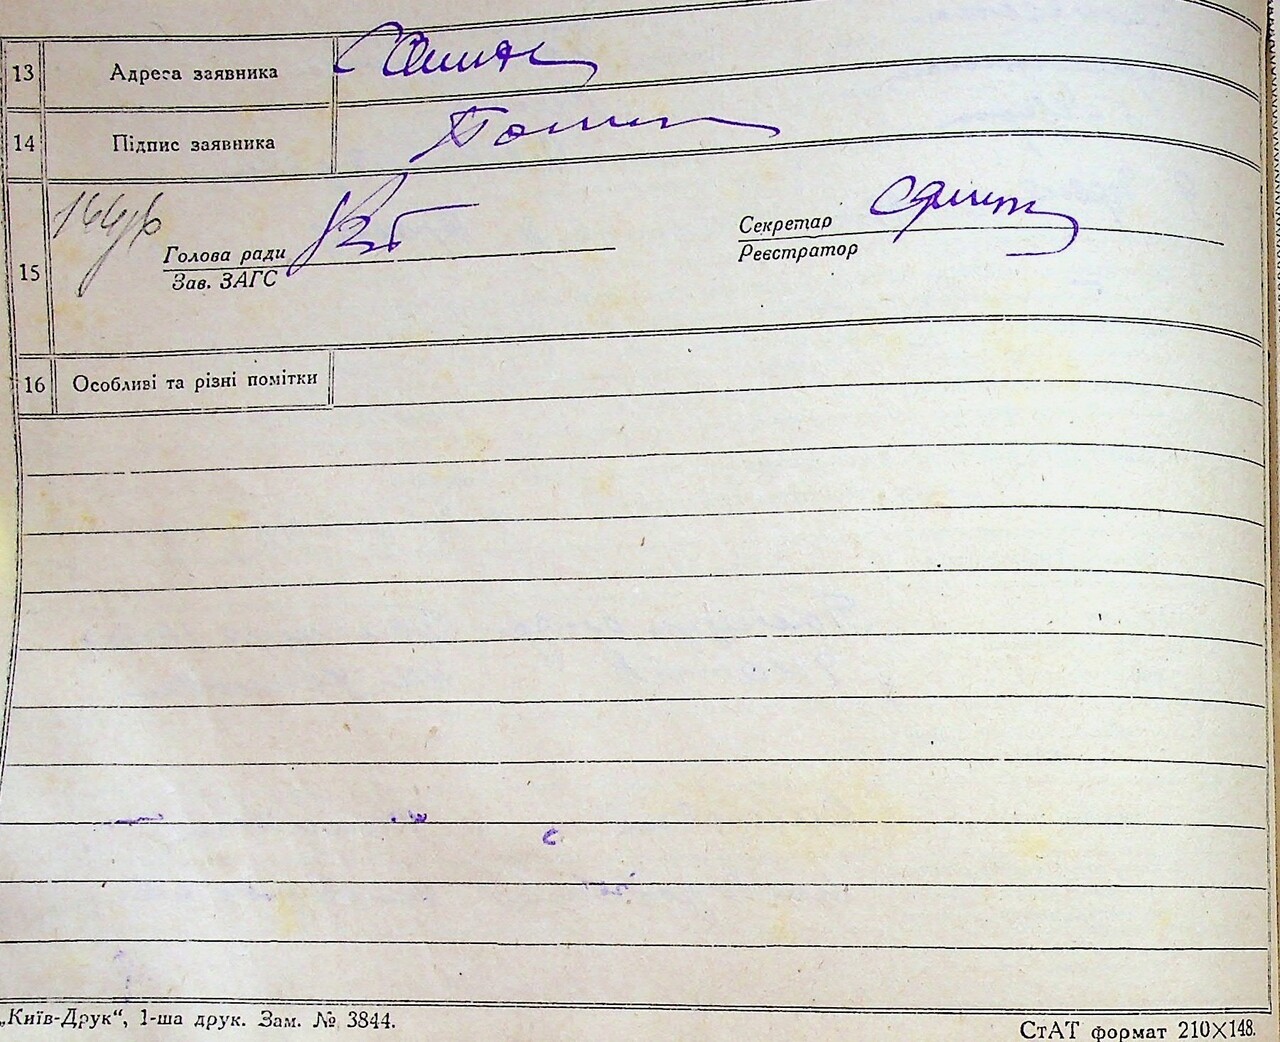 13 Адреса заявника
14 Підпис заявника
15
Голова ради
Зав. ЗАГС
Секретар
Реєстратор
16 Особливі та різні помітки
„Київ-Друк“, 1-ша друк. Зам. № 3844.
СтАТ формат 210×148.